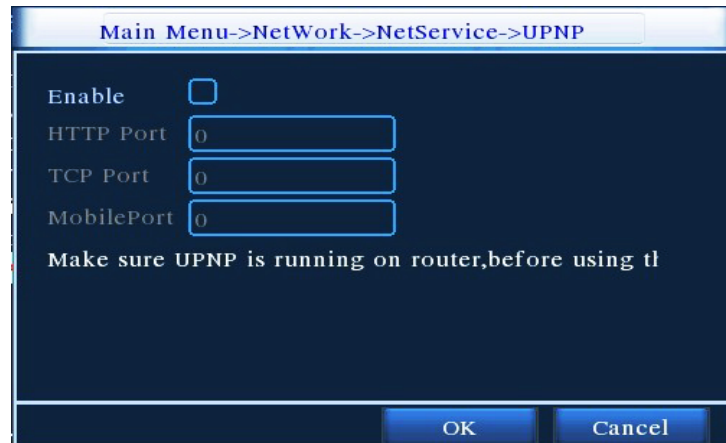 Main Menu->NetWork->NetService->UPNP
Enable
HTTP Port 0
TCP Port 0
MobilePort 0
Make sure UPNP is running on router,before using
OK Cancel